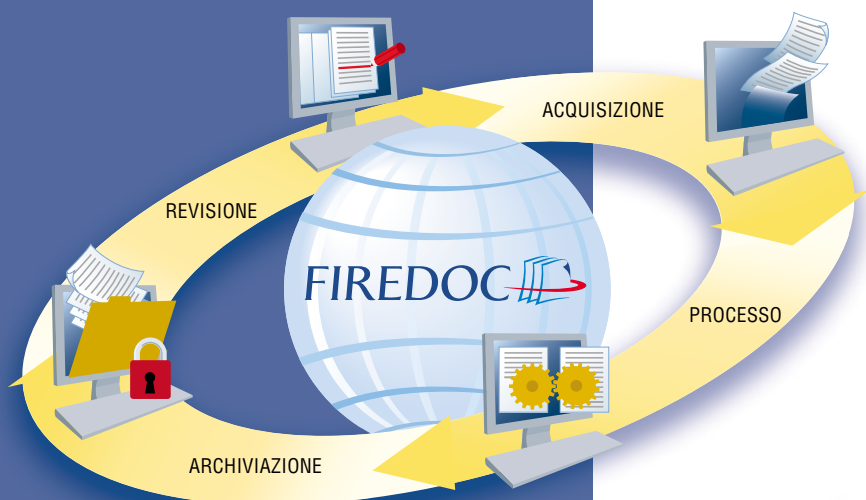 ACQUISIZIONE
REVISIONE
FIREDOC
PROCESSO
ARCHIVIAZIONE